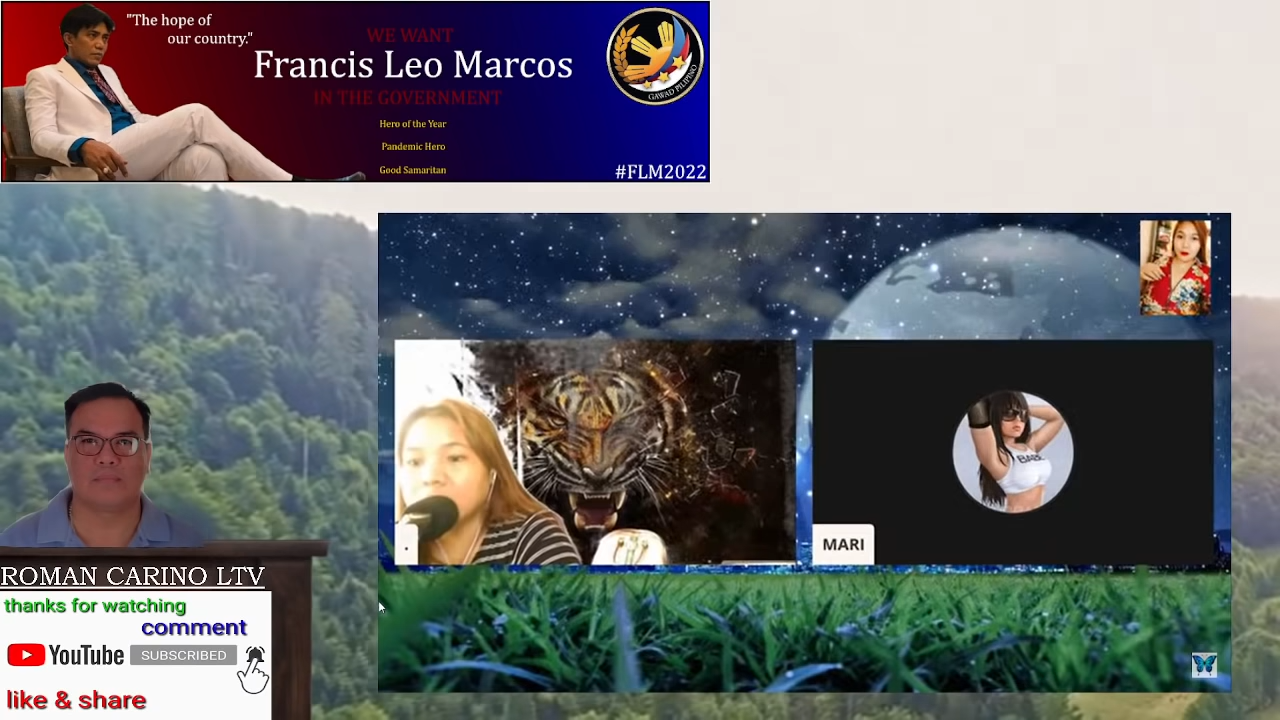 "The hope of
our country."
WE WANT
Francis Leo Marcos
IN THE GOVERNMENT
Hero of the Year
Pandemic Hero
Good Samaritan
#FLM2022
GAWAD PILIPINO
MARI
ROMAN CARINO LTV
thanks for watching
comment
YouTube SUBSCRIBED
like & share